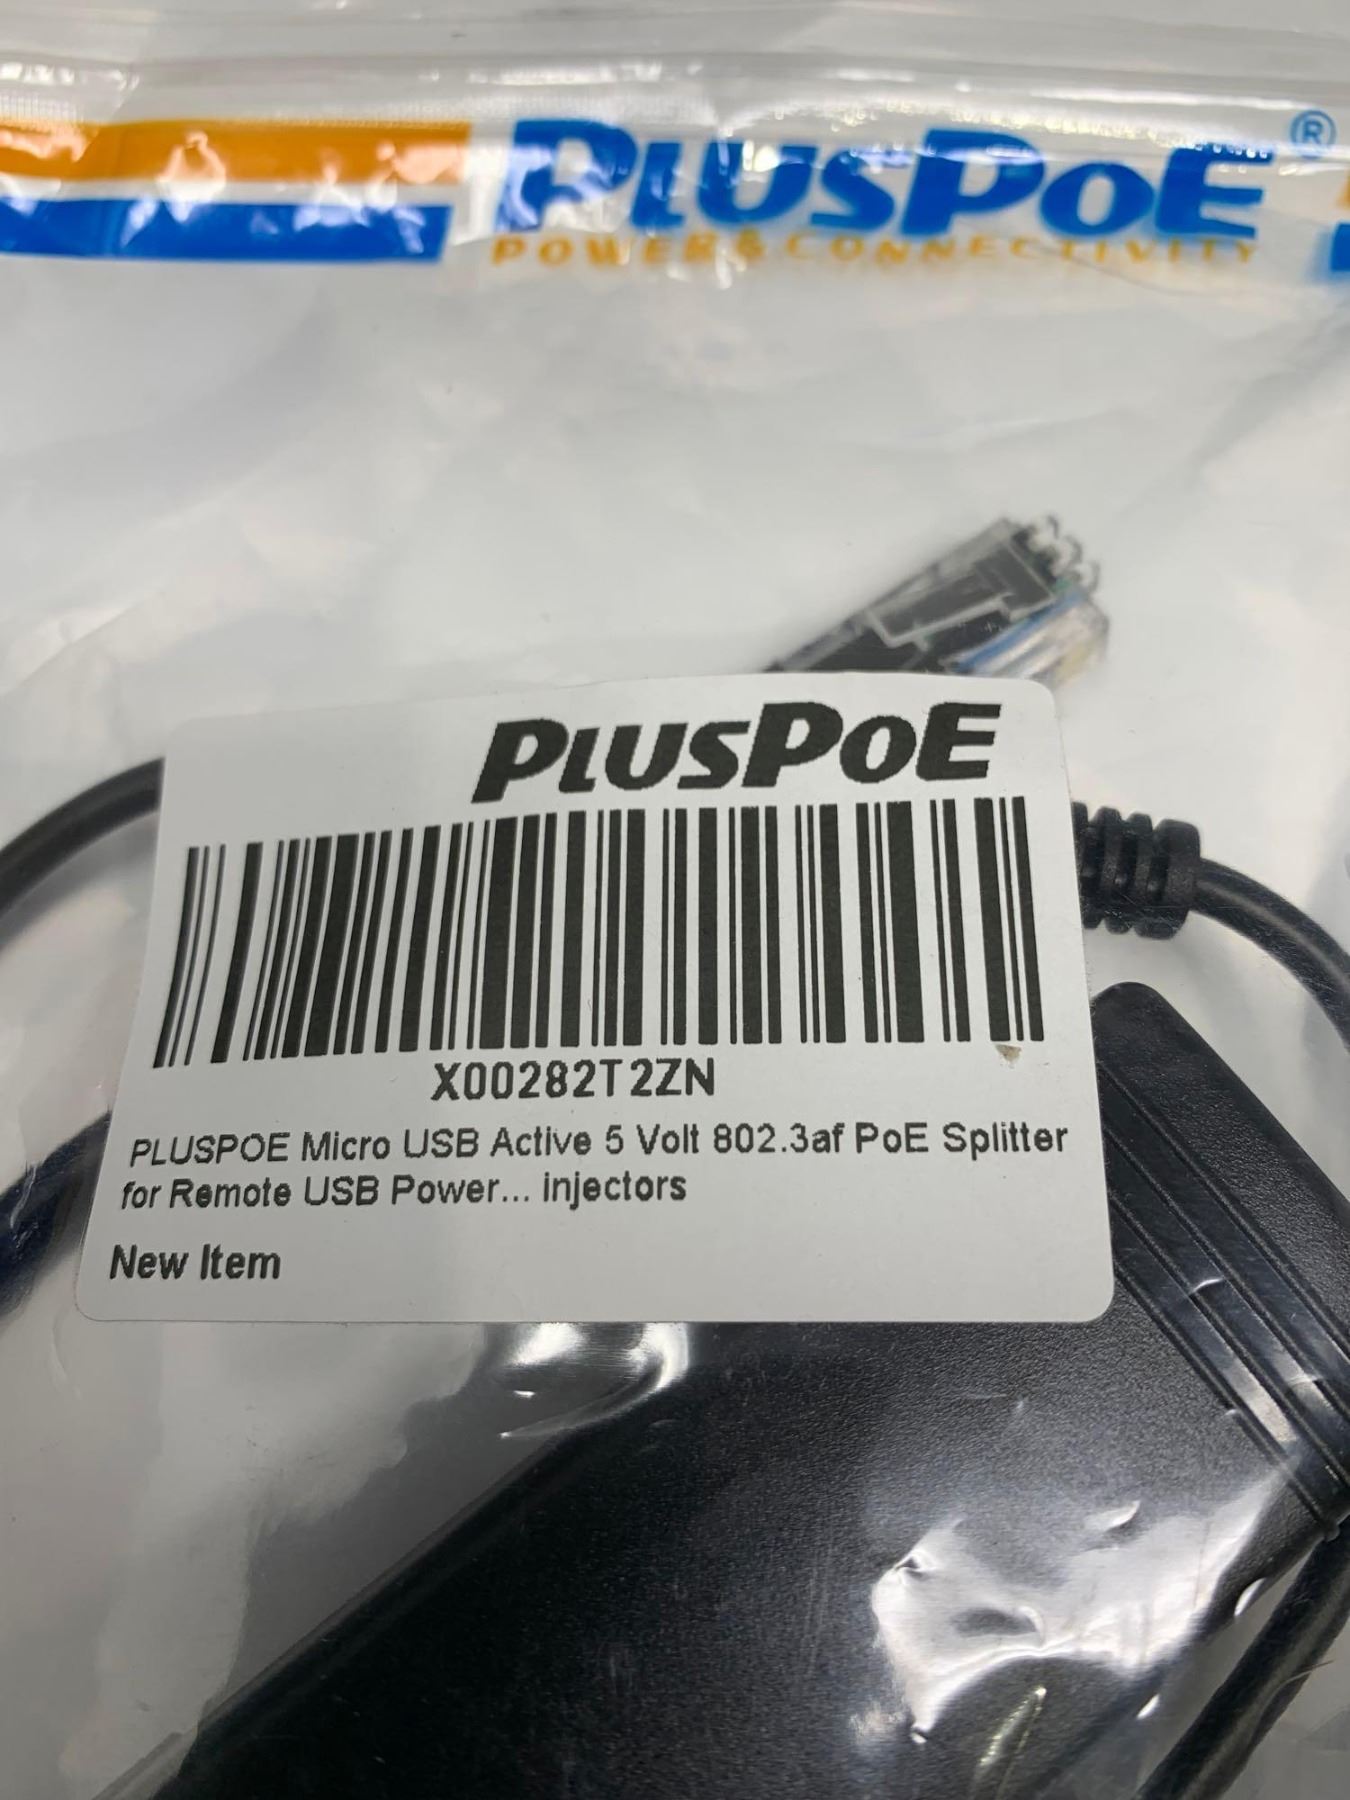 PLUSPOE®
POWER & CONNECTIVITY
PLUSPOE
X00282T2ZN
PLUSPOE Micro USB Active 5 Volt 802.3af PoE Splitter
for Remote USB Power... injectors
New Item